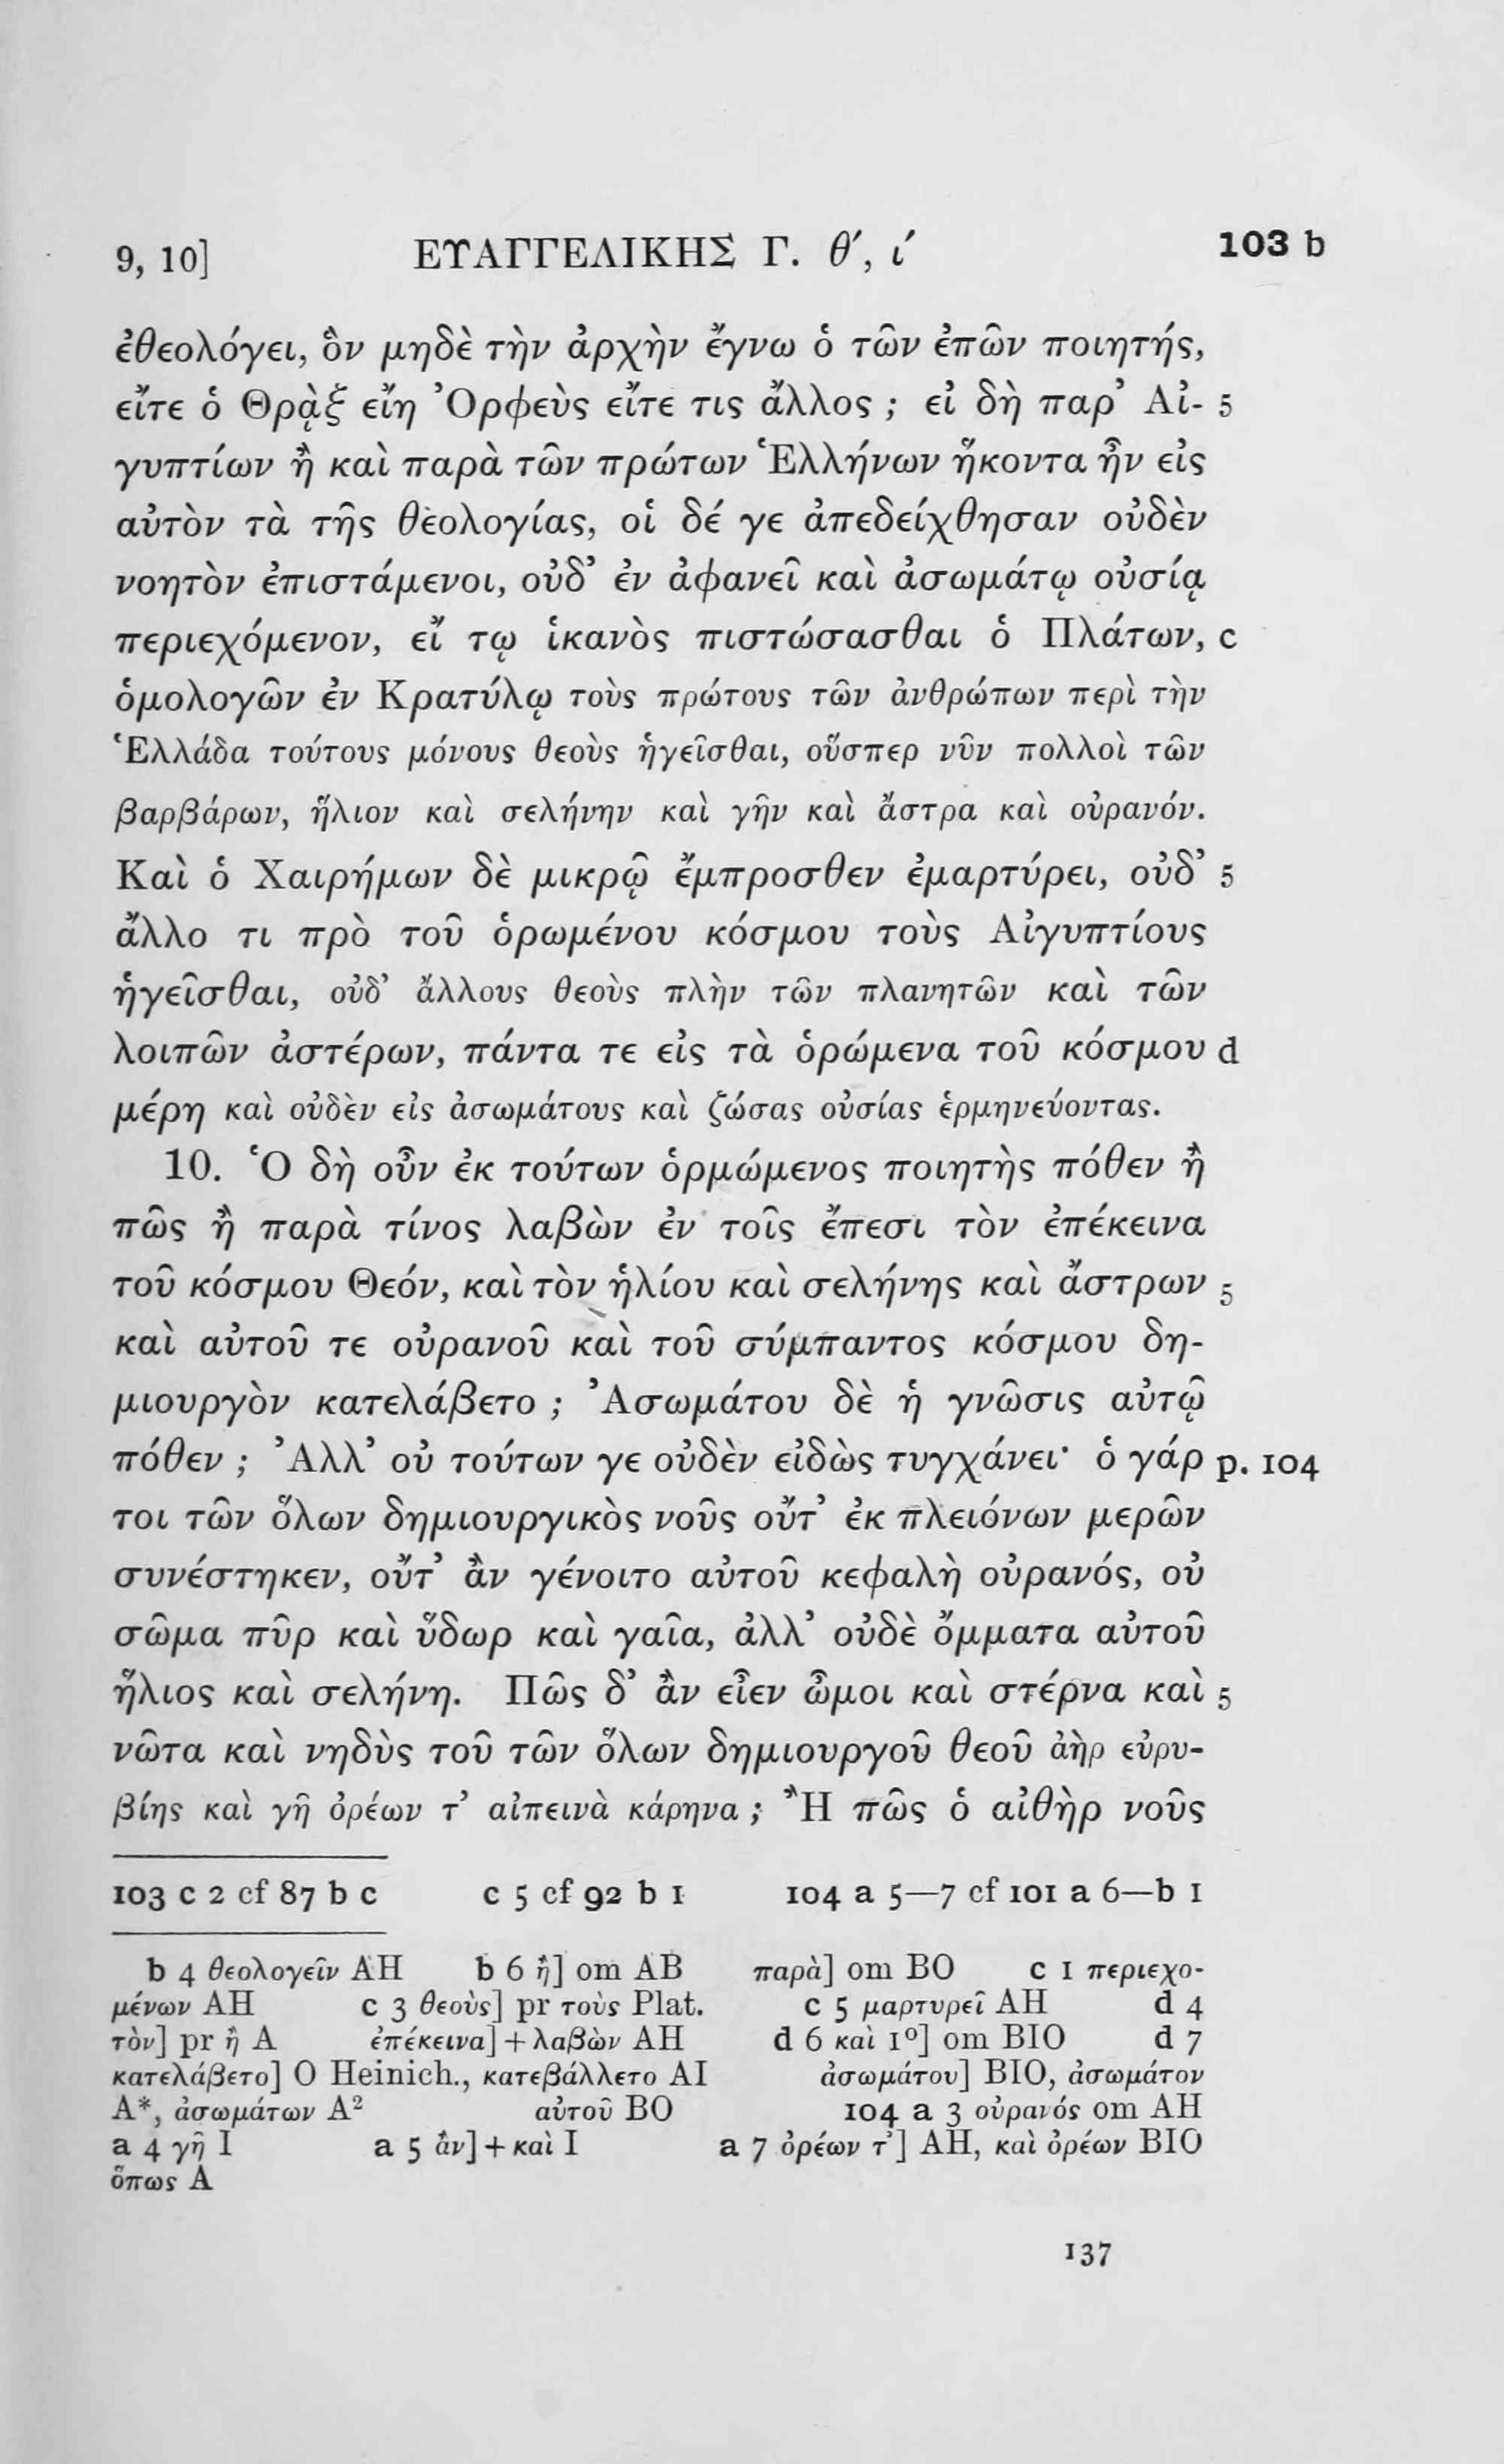 9, 10] ΕΥΑΓΓΕΛΙΚΗΣ Γ. θ′, ι′ 103 b
ἐθεολόγει, ὃν μηδὲ τὴν ἀρχὴν ἔγνω ὁ τῶν ἐπῶν ποιητής,
εἴτε ὁ Θρᾲξ εἴη Ὀρφεὺς εἴτε τις ἄλλος ; εἰ δὴ παρ’ Αἰ- 5
γυπτίων ἢ καὶ παρὰ τῶν πρώτων Ἑλλήνων ἥκοντα ἦν εἰς
αὐτὸν τὰ τῆς θεολογίας, οἱ δέ γε ἀπεδείχθησαν οὐδὲν
νοητὸν ἐπιστάμενοι, οὐδ’ ἐν ἀφανεῖ καὶ ἀσωμάτῳ οὐσίᾳ
περιεχόμενον, εἴ τῳ ἱκανὸς πιστώσασθαι ὁ Πλάτων, c
ὁμολογῶν ἐν Κρατύλῳ τοὺς πρώτους τῶν ἀνθρώπων περὶ τὴν
Ἑλλάδα τούτους μόνους θεοὺς ἡγεῖσθαι, οὕσπερ νῦν πολλοὶ τῶν
βαρβάρων, ἥλιον καὶ σελήνην καὶ γῆν καὶ ἄστρα καὶ οὐρανόν.
Καὶ ὁ Χαιρήμων δὲ μικρῷ ἔμπροσθεν ἐμαρτύρει, οὐδ’ 5
ἄλλο τι πρὸ τοῦ ὁρωμένου κόσμου τοὺς Αἰγυπτίους
ἡγεῖσθαι, οὐδ’ ἄλλους θεοὺς πλὴν τῶν πλανητῶν καὶ τῶν
λοιπῶν ἀστέρων, πάντα τε εἰς τὰ ὁρώμενα τοῦ κόσμου d
μέρη καὶ οὐδὲν εἰς ἀσωμάτους καὶ ζώσας οὐσίας ἑρμηνεύοντας.
10. Ὁ δὴ οὖν ἐκ τούτων ὁρμώμενος ποιητὴς πόθεν ἢ
πῶς ἢ παρὰ τίνος λαβὼν ἐν τοῖς ἔπεσι τὸν ἐπέκεινα
τοῦ κόσμου Θεόν, καὶ τὸν ἡλίου καὶ σελήνης καὶ ἄστρων 5
καὶ αὐτοῦ τε οὐρανοῦ καὶ τοῦ σύμπαντος κόσμου δη-
μιουργὸν κατελάβετο ; Ἀσωμάτου δὲ ἡ γνῶσις αὐτῷ
πόθεν ; Ἀλλ’ οὐ τούτων γε οὐδὲν εἰδὼς τυγχάνει· ὁ γάρ p. 104
τοι τῶν ὅλων δημιουργικὸς νοῦς οὔτ’ ἐκ πλειόνων μερῶν
συνέστηκεν, οὔτ’ ἂν γένοιτο αὐτοῦ κεφαλὴ οὐρανός, οὐ
σῶμα πῦρ καὶ ὕδωρ καὶ γαῖα, ἀλλ’ οὐδὲ ὄμματα αὐτοῦ
ἥλιος καὶ σελήνη. Πῶς δ’ ἂν εἶεν ὦμοι καὶ στέρνα καὶ 5
νῶτα καὶ νηδὺς τοῦ τῶν ὅλων δημιουργοῦ θεοῦ ἀὴρ εὐρυ-
βίης καὶ γῆ ὀρέων τ’ αἰπεινὰ κάρηνα ; Ἢ πῶς ὁ αἰθὴρ νοῦς
103 c 2 cf 87 b c c 5 cf 92 b 1 104 a 5—7 cf 101 a 6—b 1
b 4 θεολογεῖν AH b 6 ἢ] om AB παρὰ] om BO c 1 περιεχο-
μένων AH c 3 θεοὺς] pr τοὺς Plat. c 5 μαρτυρεῖ AH d 4
τὸν] pr ἢ A ἐπέκεινα] + λαβὼν AH d 6 καὶ 1º] om BIO d 7
κατελάβετο] O Heinich., κατεβάλλετο AI ἀσωμάτου] BIO, ἀσωμάτον
A*, ἀσωμάτων A² αὐτοῦ BO 104 a 3 οὐρανός om AH
a 4 γῆ I a 5 ἂν] + καὶ I a 7 ὀρέων τ’] AH, καὶ ὀρέων BIO
ὅπως A
137